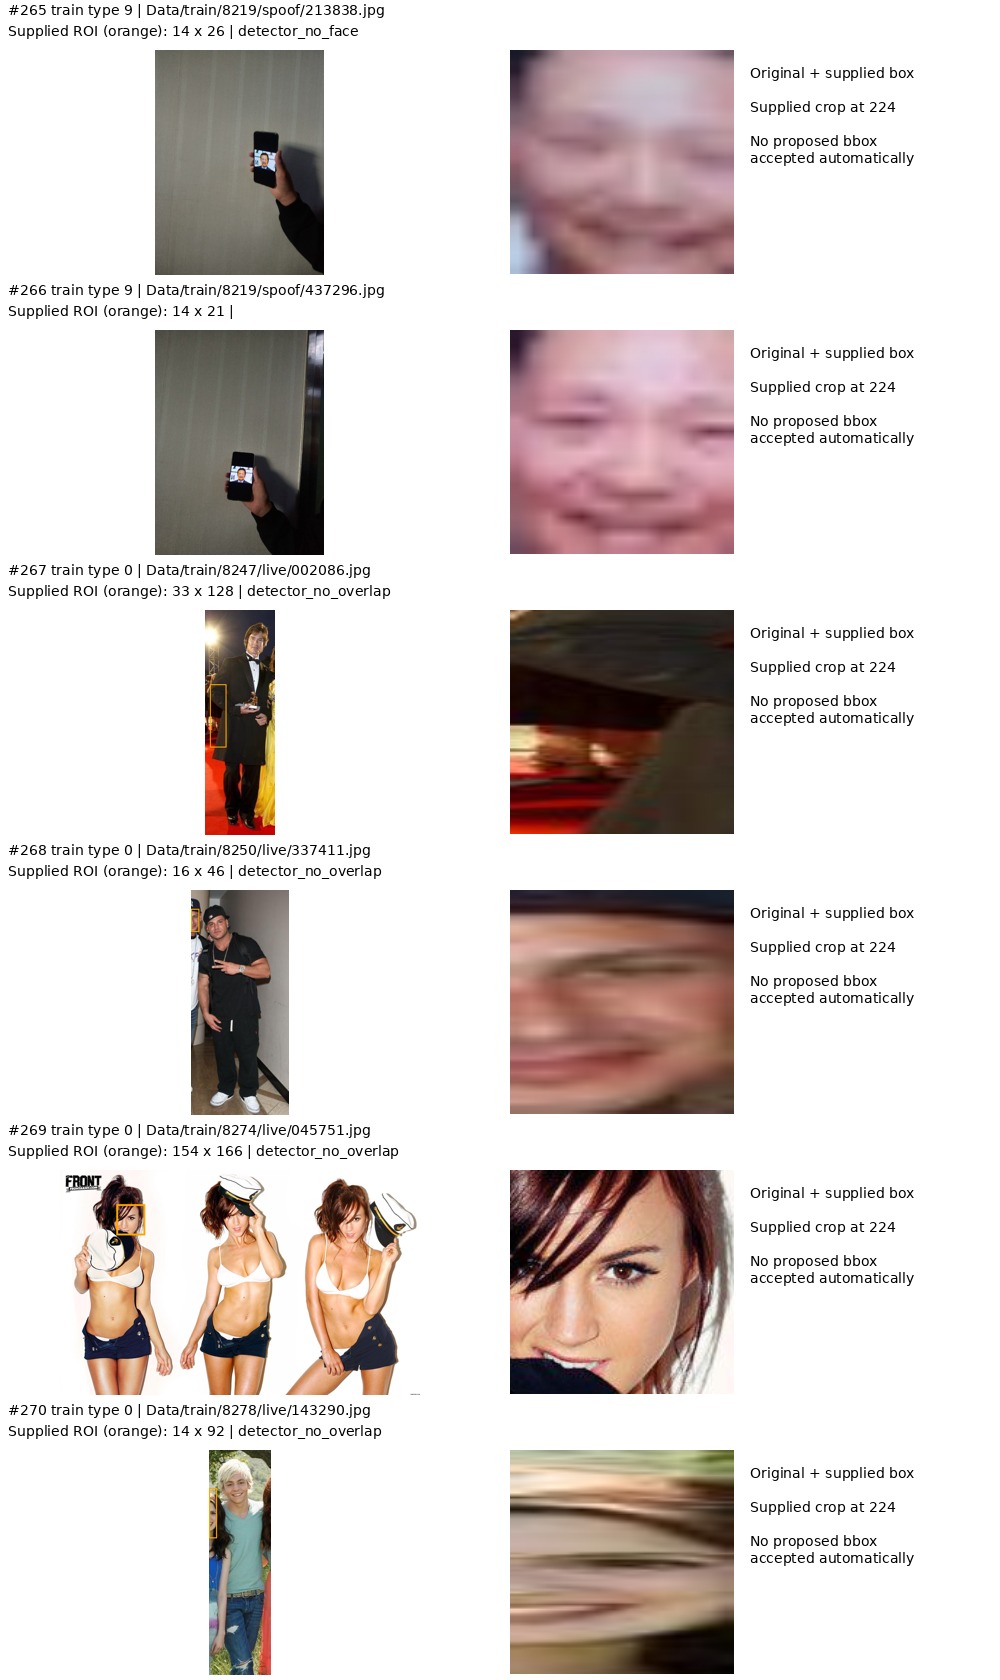 #265 train type 9 | Data/train/8219/spoof/213838.jpg
Supplied ROI (orange): 14 x 26 | detector_no_face
Original + supplied box
Supplied crop at 224
No proposed bbox
accepted automatically
#266 train type 9 | Data/train/8219/spoof/437296.jpg
Supplied ROI (orange): 14 x 21 |
Original + supplied box
Supplied crop at 224
No proposed bbox
accepted automatically
#267 train type 0 | Data/train/8247/live/002086.jpg
Supplied ROI (orange): 33 x 128 | detector_no_overlap
Original + supplied box
Supplied crop at 224
No proposed bbox
accepted automatically
#268 train type 0 | Data/train/8250/live/337411.jpg
Supplied ROI (orange): 16 x 46 | detector_no_overlap
Original + supplied box
Supplied crop at 224
No proposed bbox
accepted automatically
#269 train type 0 | Data/train/8274/live/045751.jpg
Supplied ROI (orange): 154 x 166 | detector_no_overlap
FRONT
Original + supplied box
Supplied crop at 224
No proposed bbox
accepted automatically
#270 train type 0 | Data/train/8278/live/143290.jpg
Supplied ROI (orange): 14 x 92 | detector_no_overlap
Original + supplied box
Supplied crop at 224
No proposed bbox
accepted automatically